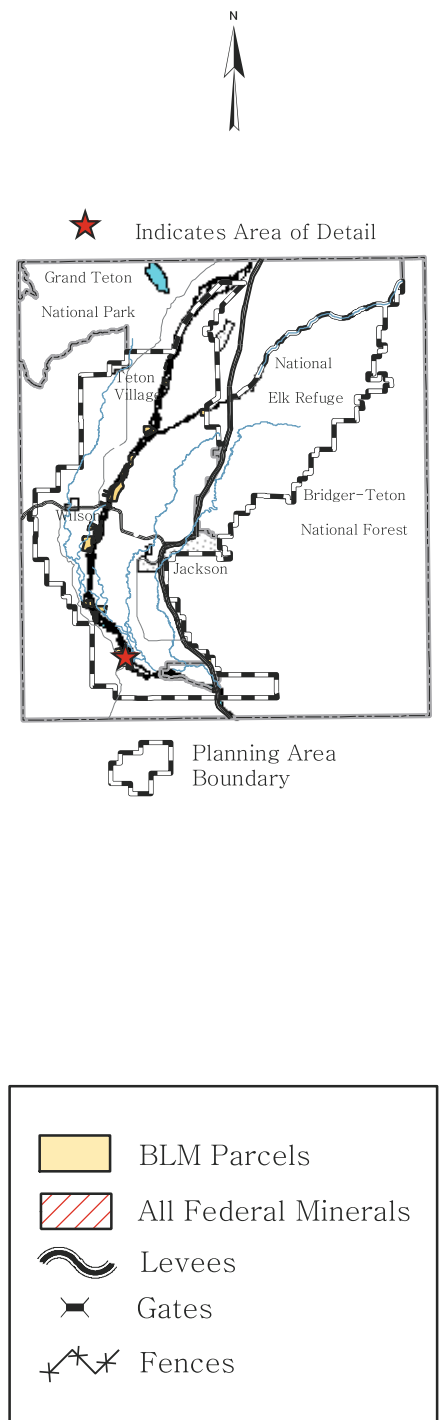 N
Indicates Area of Detail
Grand Teton
National Park
National
Teton
Village
Elk Refuge
Bridger-Teton
Wilson
National Forest
Jackson
Planning Area
Boundary
BLM Parcels
All Federal Minerals
Levees
Gates
Fences